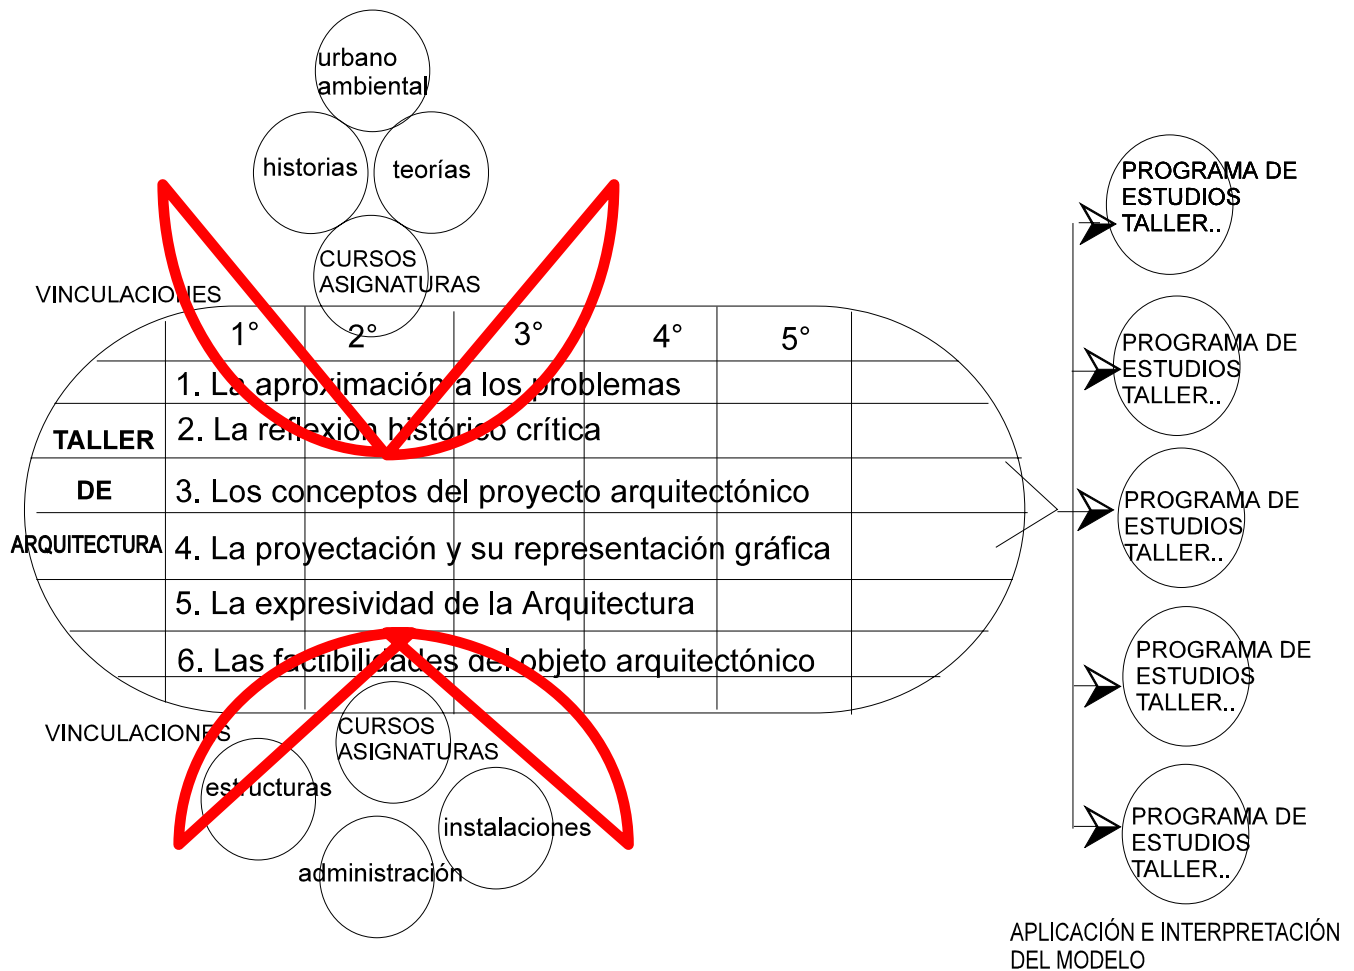 urbano
ambiental
historias
teorías
CURSOS
ASIGNATURAS
VINCULACIONES
1° 2° 3° 4° 5°
1. La aproximación a los problemas
2. La reflexión histórico crítica
3. Los conceptos del proyecto arquitectónico
4. La proyectación y su representación gráfica
5. La expresividad de la Arquitectura
6. Las factibilidades del objeto arquitectónico
TALLER
DE
ARQUITECTURA
VINCULACIONES
CURSOS
ASIGNATURAS
estructuras
instalaciones
administración
PROGRAMA DE
ESTUDIOS
TALLER..
PROGRAMA DE
ESTUDIOS
TALLER..
PROGRAMA DE
ESTUDIOS
TALLER..
PROGRAMA DE
ESTUDIOS
TALLER..
PROGRAMA DE
ESTUDIOS
TALLER..
APLICACIÓN E INTERPRETACIÓN
DEL MODELO